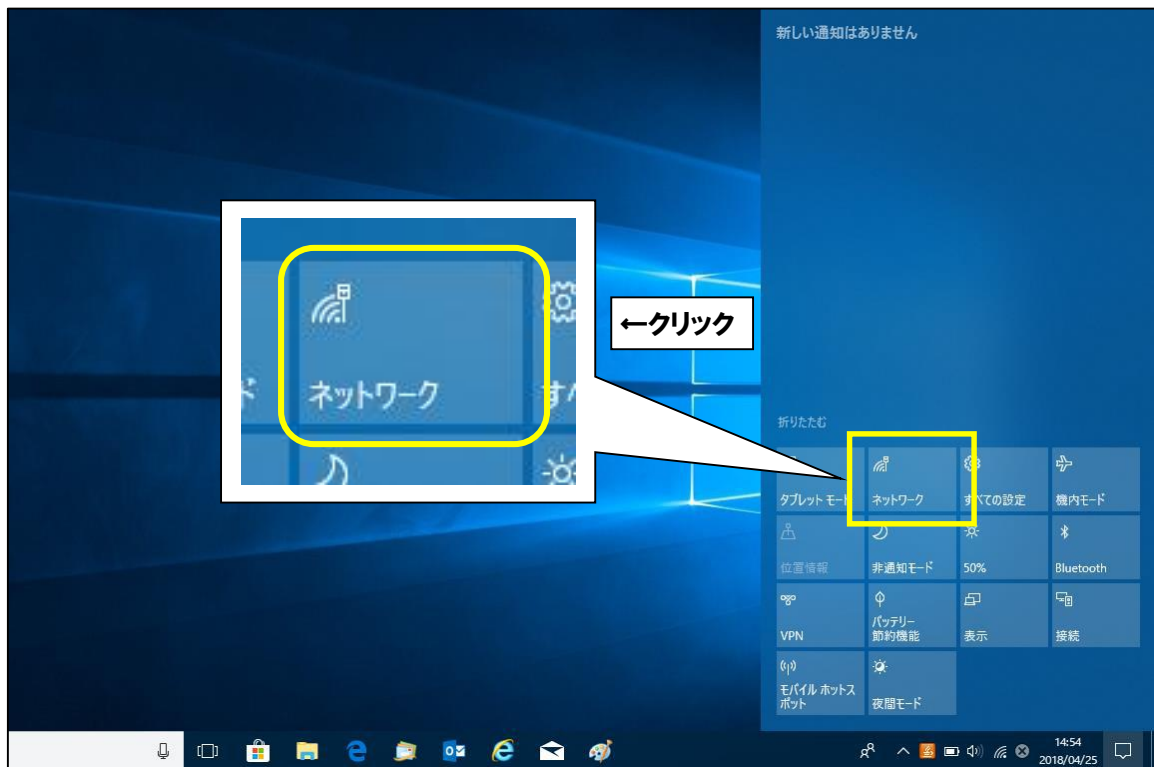 新しい通知はありません
ネットワーク
←クリック
折りたたむ
タブレット モード
ネットワーク
すべての設定
機内モード
位置情報
非通知モード
50%
Bluetooth
VPN
バッテリー
節約機能
表示
接続
モバイル ホットス
ポット
夜間モード
14:54
2018/04/25